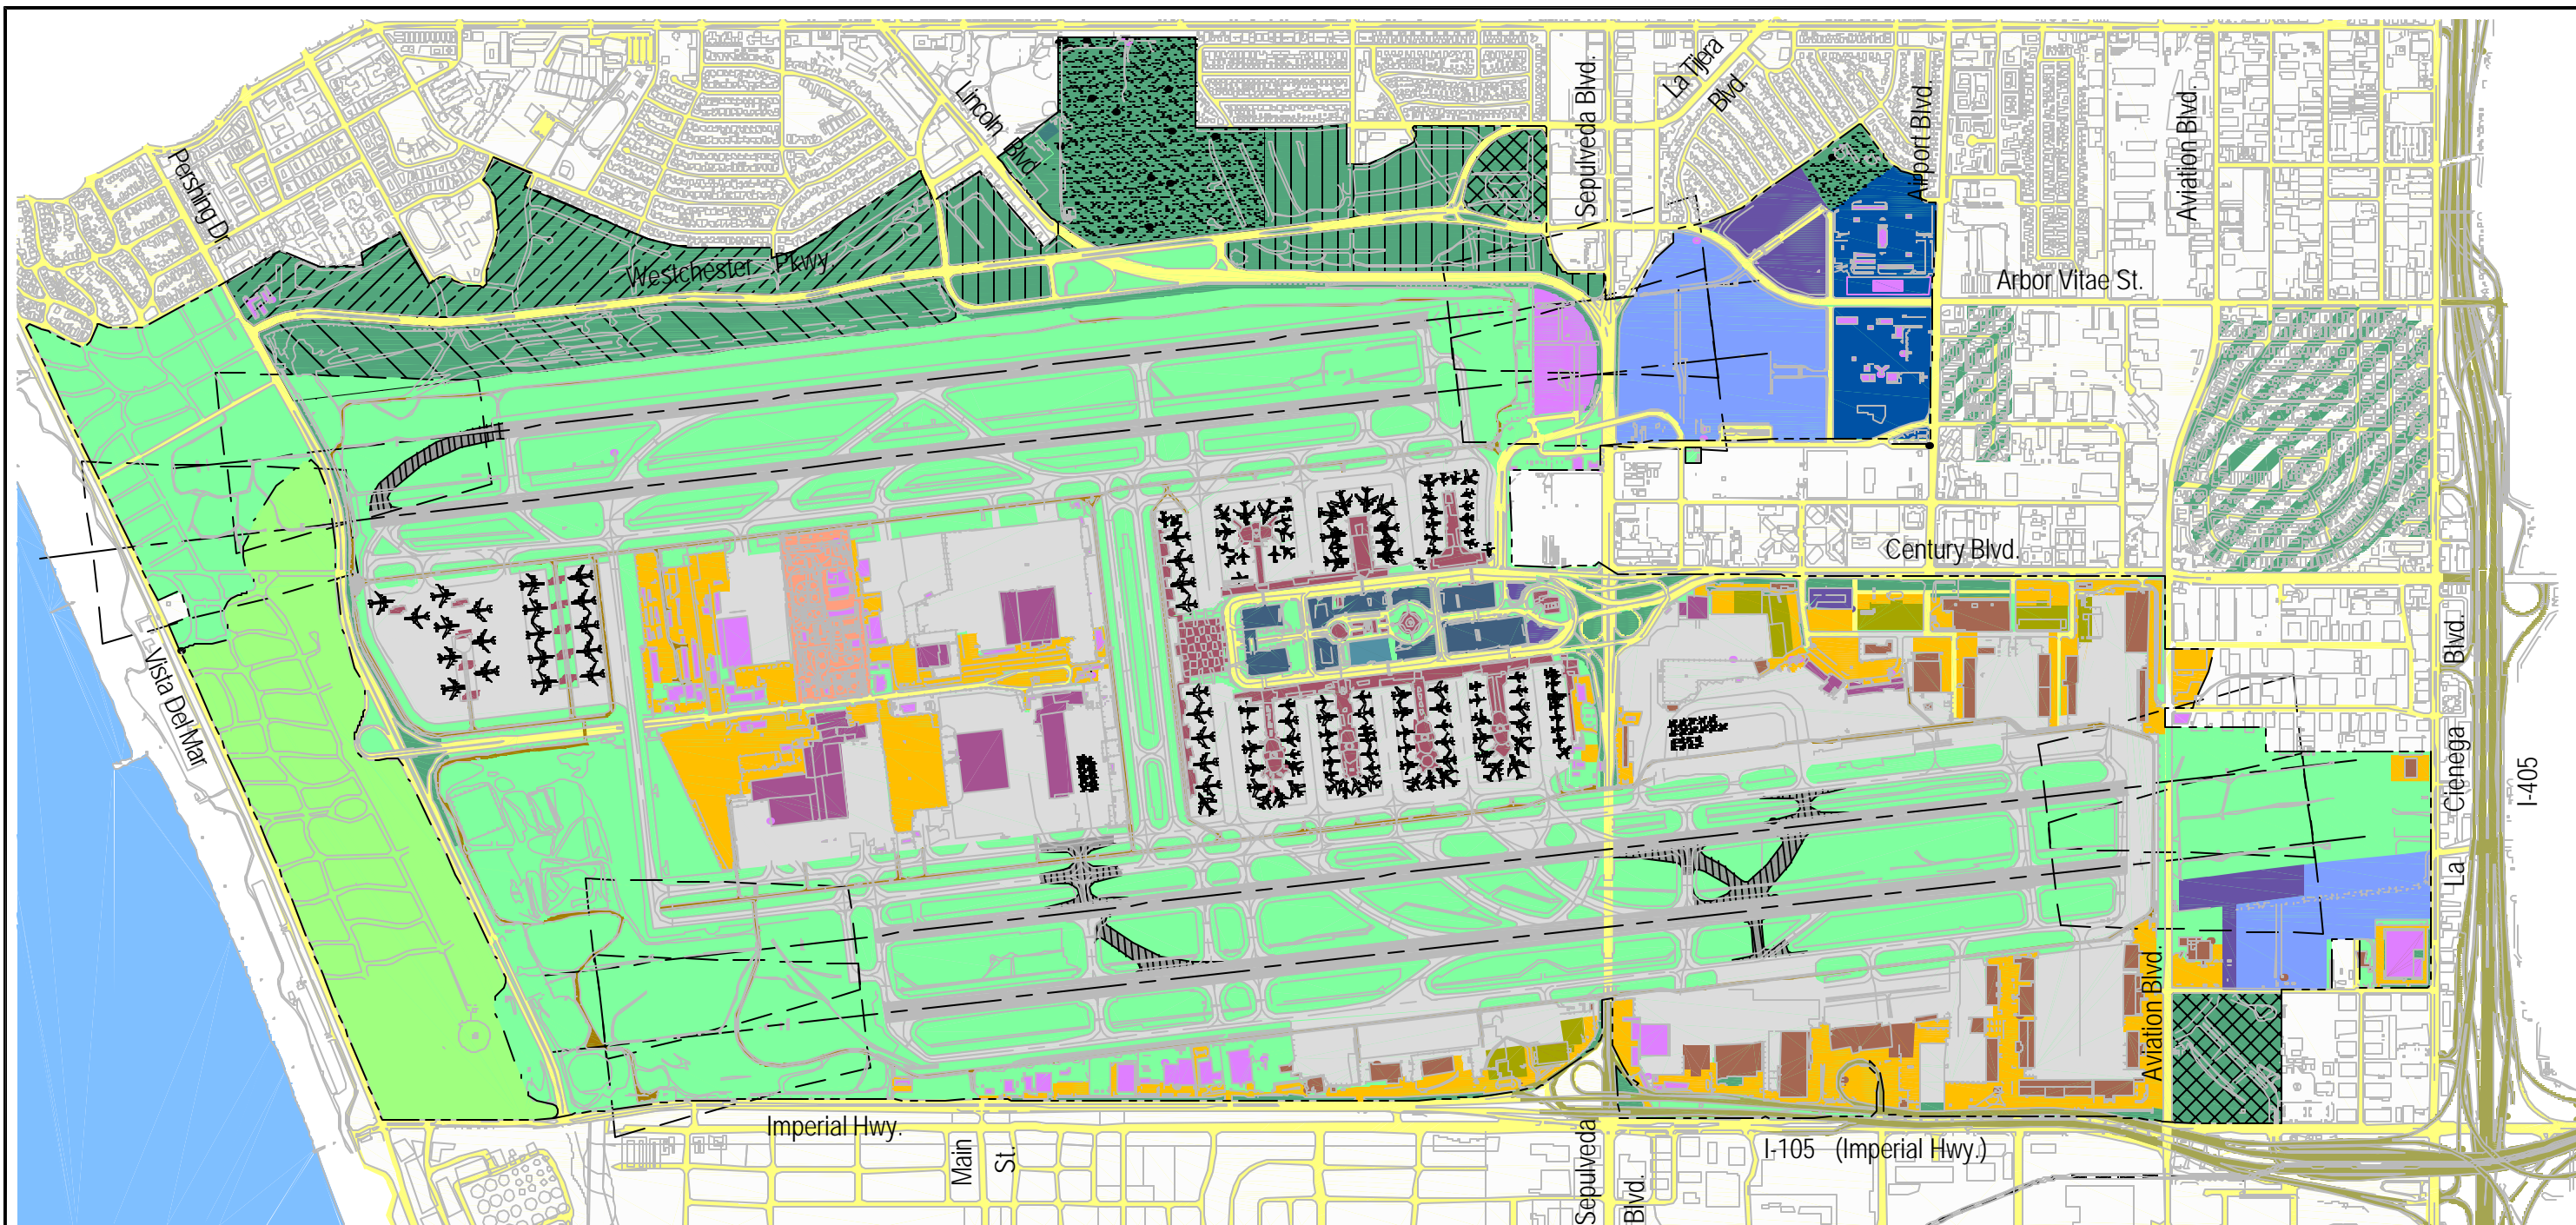 Pershing Dr
Lincoln
Blvd.
Sepulveda Blvd.
La Tijera
Blvd.
Airport Blvd.
Aviation Blvd.
Westchester Pkwy.
Arbor Vitae St.
Century Blvd.
Vista Del Mar
La Cienega Blvd.
I-405
Aviation Blvd.
Imperial Hwy.
Main
St.
Sepulveda
Blvd.
I-105 (Imperial Hwy.)